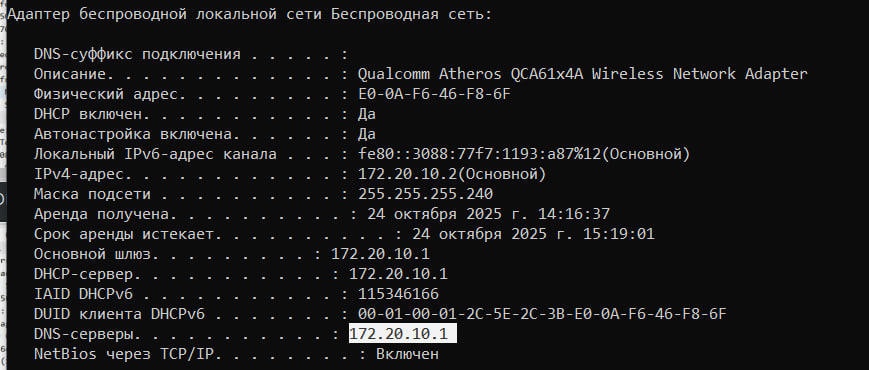 Адаптер беспроводной локальной сети Беспроводная сеть:
DNS-суффикс подключения . . . . . :
Описание. . . . . . . . . . . . . : Qualcomm Atheros QCA61x4A Wireless Network Adapter
Физический адрес. . . . . . . . . : E0-0A-F6-46-F8-6F
DHCP включен. . . . . . . . . . . : Да
Автонастройка включена. . . . . . : Да
Локальный IPv6-адрес канала . . . : fe80::3088:77f7:1193:a87%12(Основной)
IPv4-адрес. . . . . . . . . . . . : 172.20.10.2(Основной)
Маска подсети . . . . . . . . . . : 255.255.255.240
Аренда получена. . . . . . . . . . : 24 октября 2025 г. 14:16:37
Срок аренды истекает. . . . . . . . . . : 24 октября 2025 г. 15:19:01
Основной шлюз. . . . . . . . . : 172.20.10.1
DHCP-сервер. . . . . . . . . . . : 172.20.10.1
IAID DHCPv6 . . . . . . . . . . . : 115346166
DUID клиента DHCPv6 . . . . . . . : 00-01-00-01-2C-5E-2C-3B-E0-0A-F6-46-F8-6F
DNS-серверы. . . . . . . . . . . : 172.20.10.1
NetBios через TCP/IP. . . . . . . . : Включен